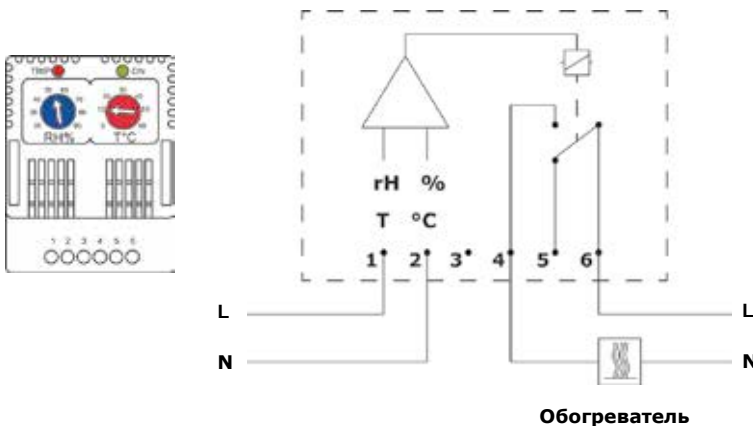 TRIP ON
RH% T°C
1 2 3 4 5 6
rH %
T °C
1 2 3 4 5 6
L L
N N
Обогреватель